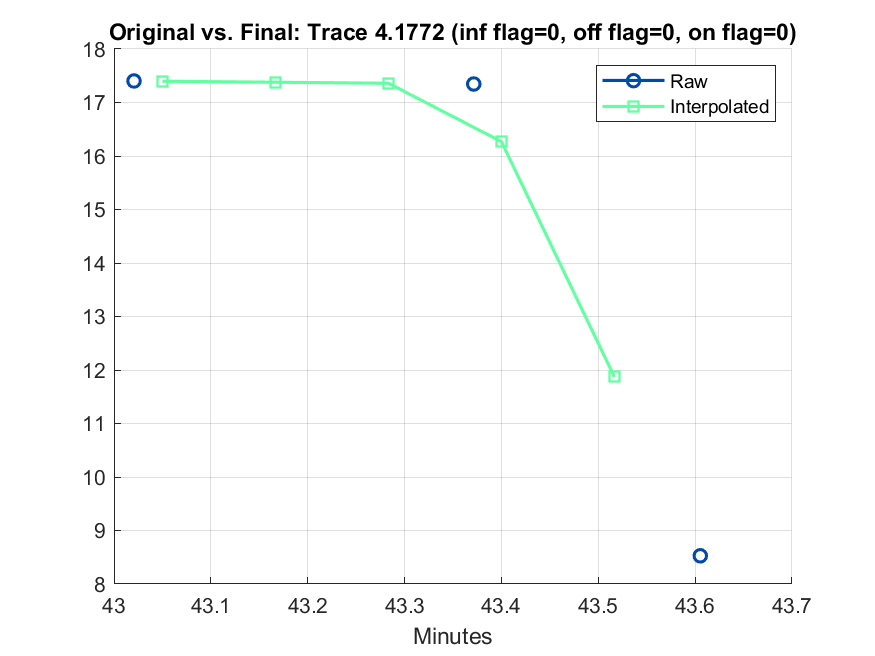 Original vs. Final: Trace 4.1772 (inf flag=0, off flag=0, on flag=0)
18
17
16
15
14
13
12
11
10
9
8
Raw
Interpolated
43 43.1 43.2 43.3 43.4 43.5 43.6 43.7
Minutes